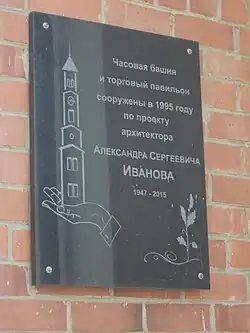 Часовая башня
и торговый павильон
сооружены в 1995 году
по проекту
архитектора
Александра Сергеевича
Иванова
1947 - 2015